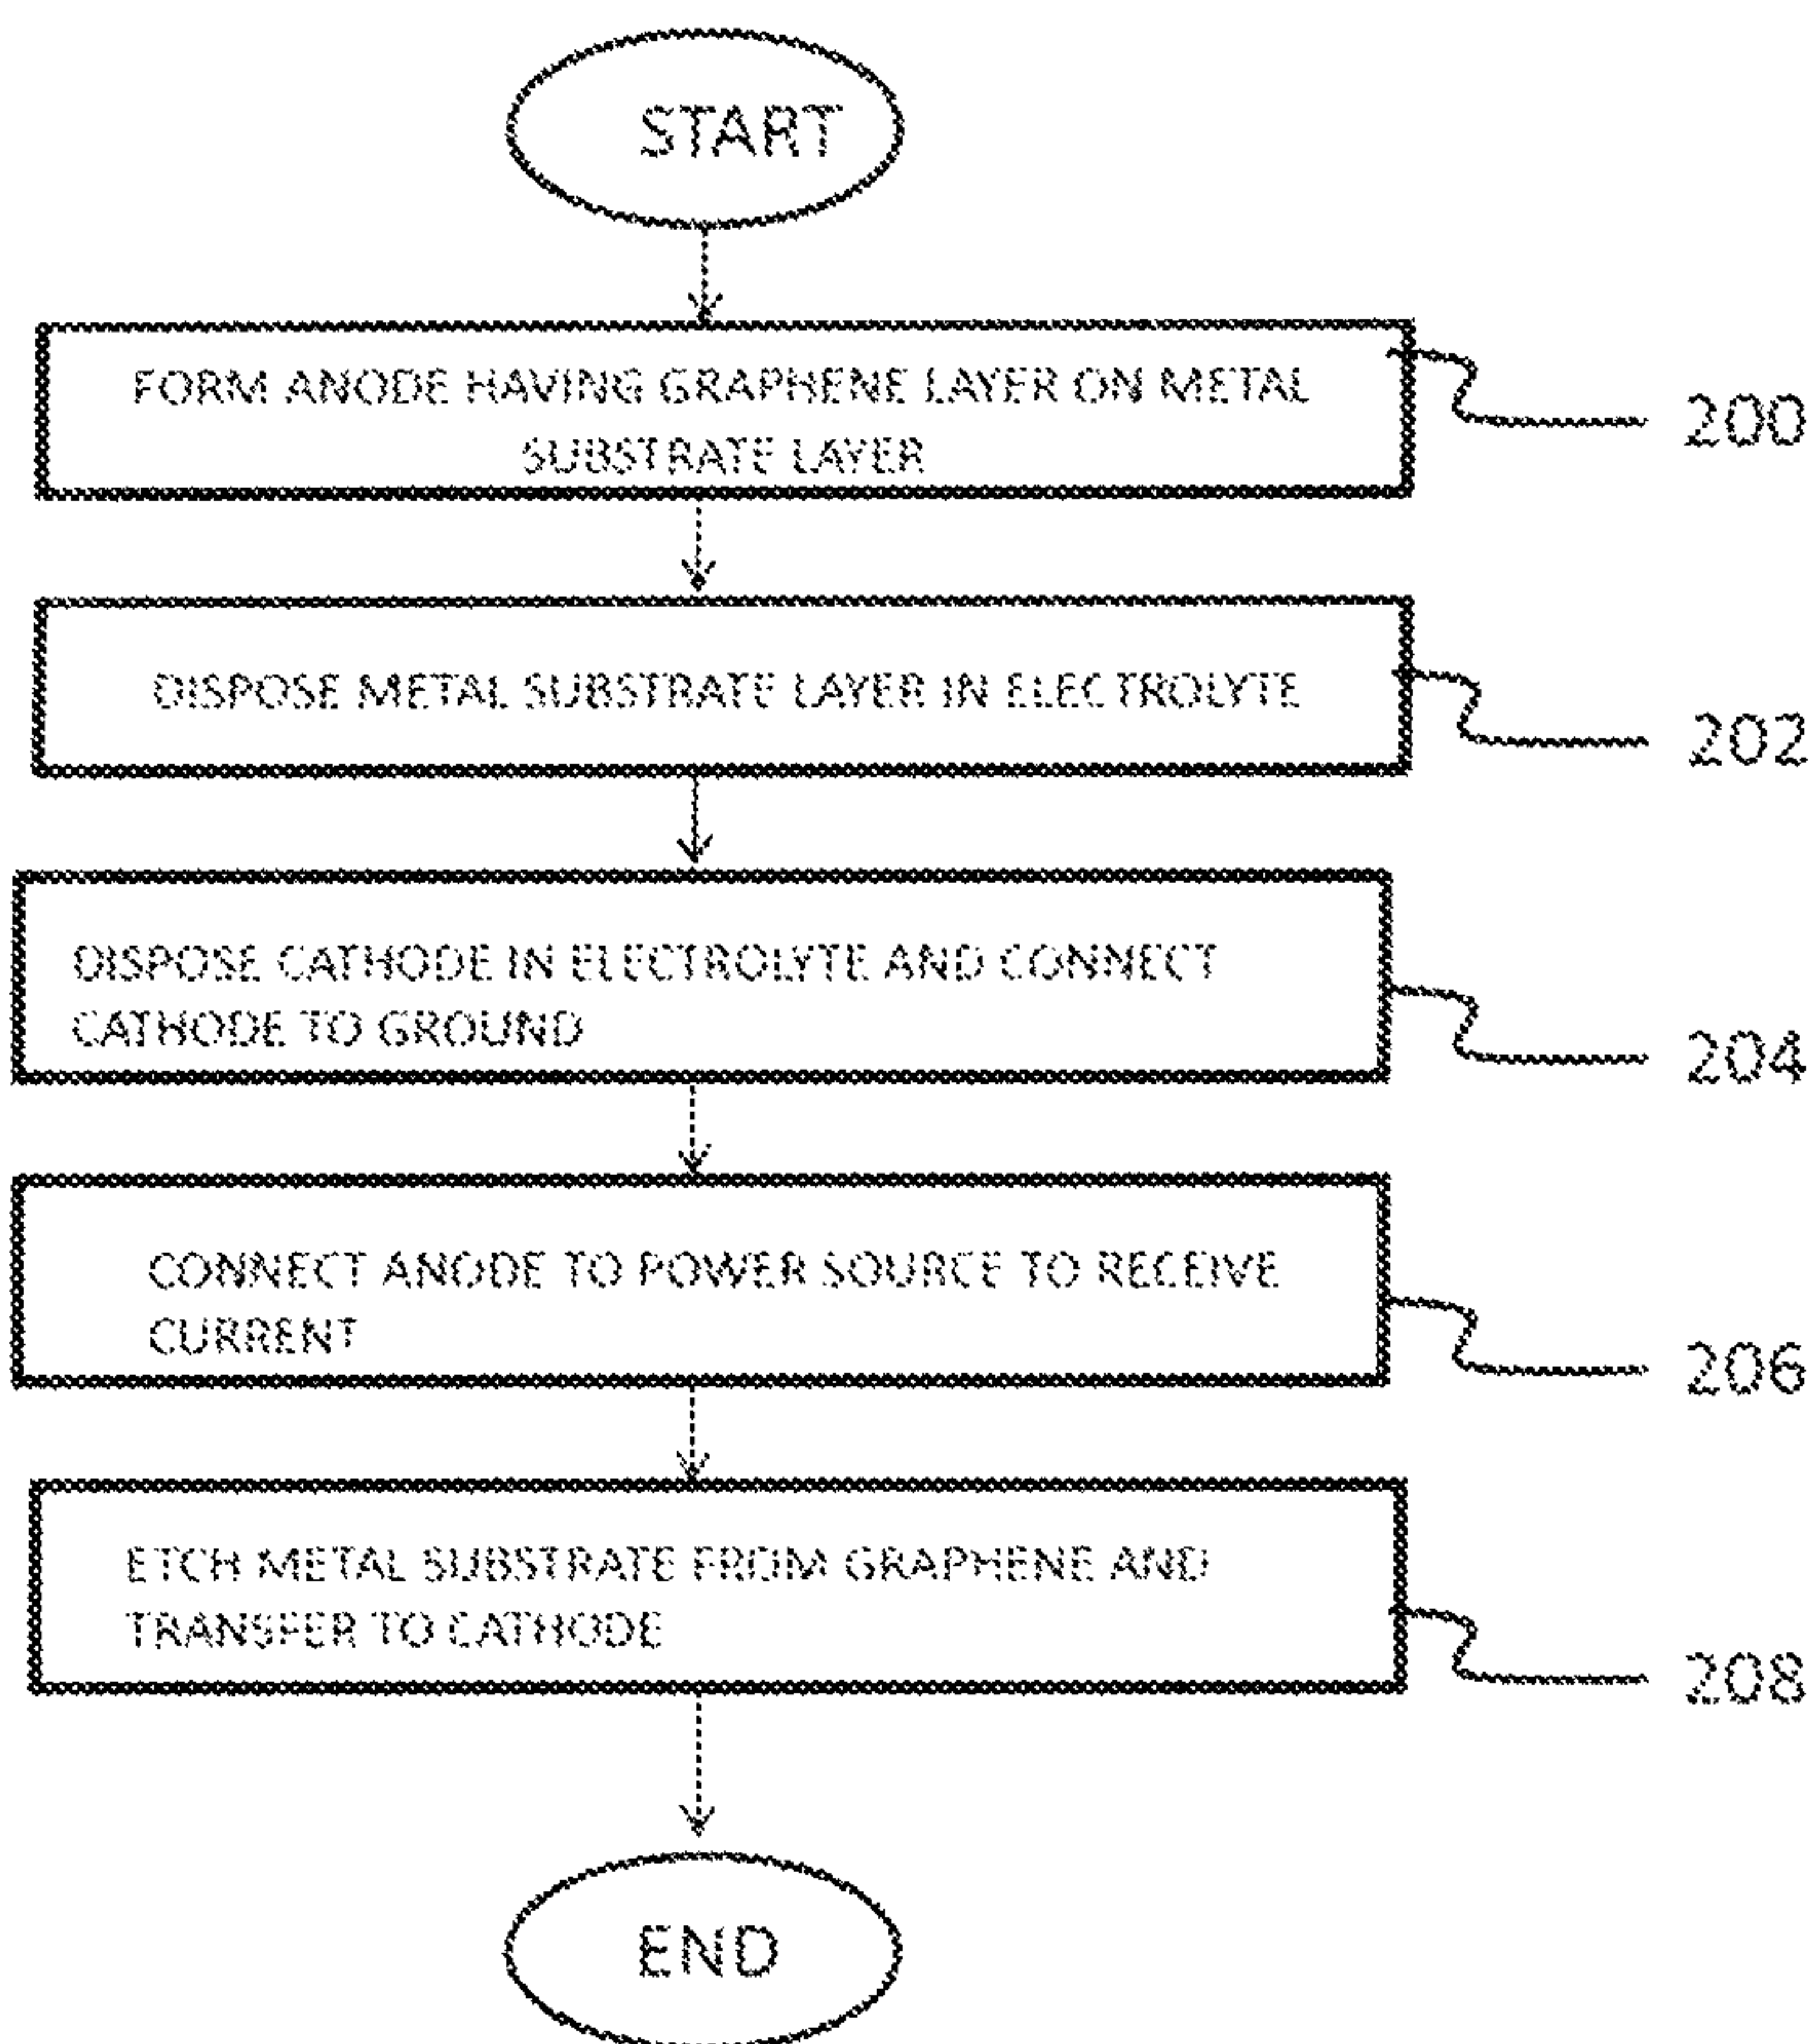 START
FORM ANODE HAVING GRAPHENE LAYER ON METAL
SUBSTRATE LAYER
200
DISPOSE METAL SUBSTRATE LAYER IN ELECTROLYTE
202
DISPOSE CATHODE IN ELECTROLYTE AND CONNECT
CATHODE TO GROUND
204
CONNECT ANODE TO POWER SOURCE TO RECEIVE
CURRENT
206
ETCH METAL SUBSTRATE FROM GRAPHENE AND
TRANSFER TO CATHODE
208
END